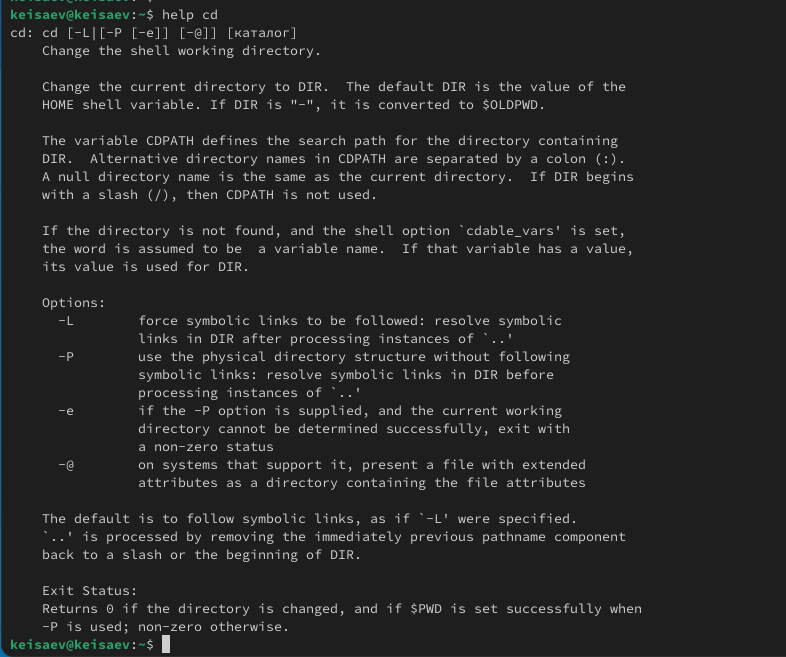 keisaev@keisaev:~$ help cd
cd: cd [-L|[-P [-e]] [-@]] [каталог]
    Change the shell working directory.

    Change the current directory to DIR.  The default DIR is the value of the
    HOME shell variable. If DIR is "-", it is converted to $OLDPWD.

    The variable CDPATH defines the search path for the directory containing
    DIR.  Alternative directory names in CDPATH are separated by a colon (:).
    A null directory name is the same as the current directory.  If DIR begins
    with a slash (/), then CDPATH is not used.

    If the directory is not found, and the shell option `cdable_vars' is set,
    the word is assumed to be  a variable name.  If that variable has a value,
    its value is used for DIR.

    Options:
      -L        force symbolic links to be followed: resolve symbolic
                links in DIR after processing instances of `..'
      -P        use the physical directory structure without following
                symbolic links: resolve symbolic links in DIR before
                processing instances of `..'
      -e        if the -P option is supplied, and the current working
                directory cannot be determined successfully, exit with
                a non-zero status
      -@        on systems that support it, present a file with extended
                attributes as a directory containing the file attributes

    The default is to follow symbolic links, as if `-L' were specified.
    `..' is processed by removing the immediately previous pathname component
    back to a slash or the beginning of DIR.

    Exit Status:
    Returns 0 if the directory is changed, and if $PWD is set successfully when
    -P is used; non-zero otherwise.
keisaev@keisaev:~$